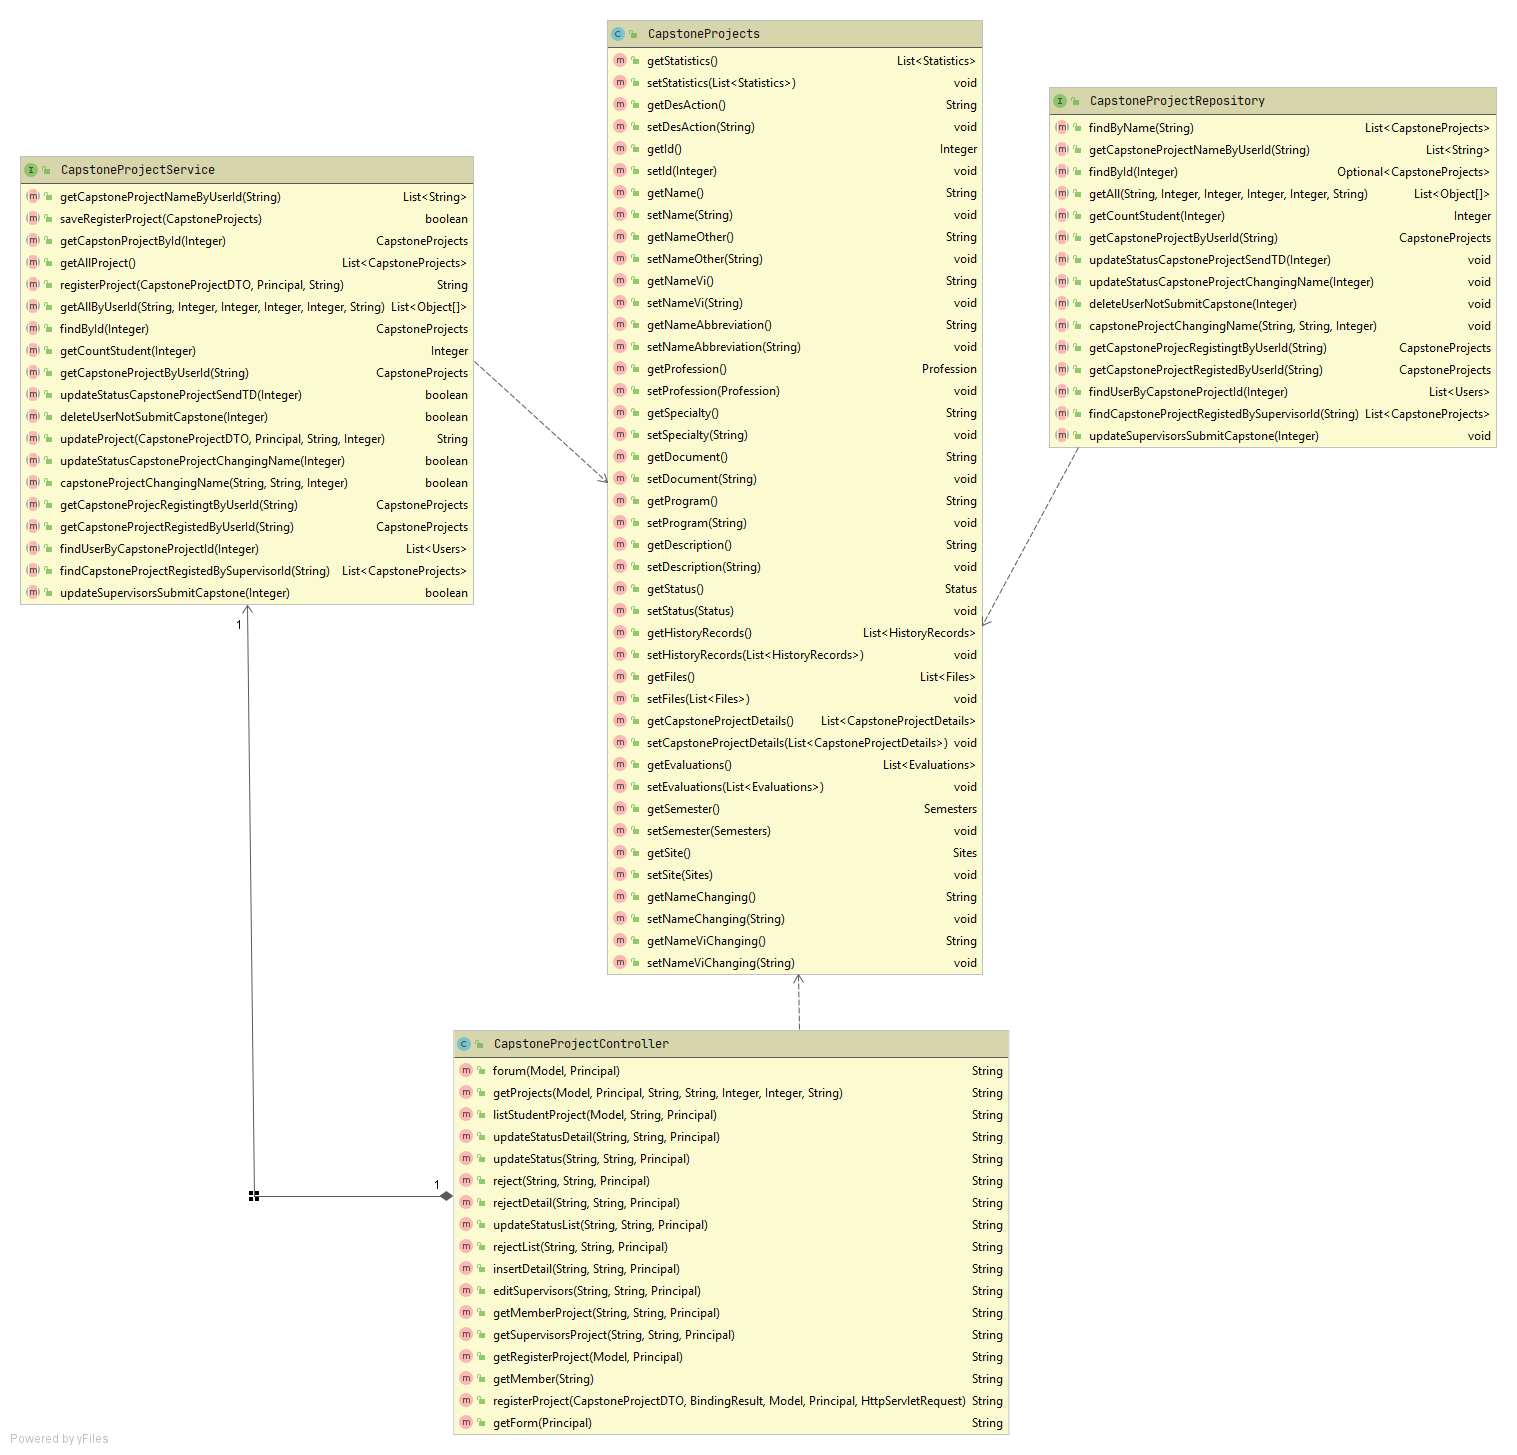 CapstoneProjects
getStatistics() List<Statistics>
setStatistics(List<Statistics>) void
getDesAction() String
setDesAction(String) void
getId() Integer
setId(Integer) void
getName() String
setName(String) void
getNameOther() String
setNameOther(String) void
getNameVi() String
setNameVi(String) void
getNameAbbreviation() String
setNameAbbreviation(String) void
getProfession() Profession
setProfession(Profession) void
getSpecialty() String
setSpecialty(String) void
getDocument() String
setDocument(String) void
getProgram() String
setProgram(String) void
getDescription() String
setDescription(String) void
getStatus() Status
setStatus(Status) void
getHistoryRecords() List<HistoryRecords>
setHistoryRecords(List<HistoryRecords>) void
getFiles() List<Files>
setFiles(List<Files>) void
getCapstoneProjectDetails() List<CapstoneProjectDetails>
setCapstoneProjectDetails(List<CapstoneProjectDetails>) void
getEvaluations() List<Evaluations>
setEvaluations(List<Evaluations>) void
getSemester() Semesters
setSemester(Semesters) void
getSite() Sites
setSite(Sites) void
getNameChanging() String
setNameChanging(String) void
getNameViChanging() String
setNameViChanging(String) void
CapstoneProjectRepository
findByName(String) List<CapstoneProjects>
getCapstoneProjectNameByUserId(String) List<String>
findById(Integer) Optional<CapstoneProjects>
getAll(String, Integer, Integer, Integer, Integer, String) List<Object[]>
getCountStudent(Integer) Integer
getCapstoneProjectByUserId(String) CapstoneProjects
updateStatusCapstoneProjectSendTD(Integer) void
updateStatusCapstoneProjectChangingName(Integer) void
deleteUserNotSubmitCapstone(Integer) void
capstoneProjectChangingName(String, String, Integer) void
getCapstoneProjecRegistingtByUserId(String) CapstoneProjects
getCapstoneProjectRegistedByUserId(String) CapstoneProjects
findUserByCapstoneProjectId(Integer) List<Users>
findCapstoneProjectRegistedBySupervisorId(String) List<CapstoneProjects>
updateSupervisorsSubmitCapstone(Integer) void
CapstoneProjectService
getCapstoneProjectNameByUserId(String) List<String>
saveRegisterProject(CapstoneProjects) boolean
getCapstonProjectById(Integer) CapstoneProjects
getAllProject() List<CapstoneProjects>
registerProject(CapstoneProjectDTO, Principal, String) String
getAllByUserId(String, Integer, Integer, Integer, Integer, String) List<Object[]>
findById(Integer) CapstoneProjects
getCountStudent(Integer) Integer
getCapstoneProjectByUserId(String) CapstoneProjects
updateStatusCapstoneProjectSendTD(Integer) boolean
deleteUserNotSubmitCapstone(Integer) boolean
updateProject(CapstoneProjectDTO, Principal, String, Integer) String
updateStatusCapstoneProjectChangingName(Integer) boolean
capstoneProjectChangingName(String, String, Integer) boolean
getCapstoneProjecRegistingtByUserId(String) CapstoneProjects
getCapstoneProjectRegistedByUserId(String) CapstoneProjects
findUserByCapstoneProjectId(Integer) List<Users>
findCapstoneProjectRegistedBySupervisorId(String) List<CapstoneProjects>
updateSupervisorsSubmitCapstone(Integer) boolean
1
1
CapstoneProjectController
forum(Model, Principal) String
getProjects(Model, Principal, String, String, Integer, Integer, String) String
listStudentProject(Model, String, Principal) String
updateStatusDetail(String, String, Principal) String
updateStatus(String, String, Principal) String
reject(String, String, Principal) String
rejectDetail(String, String, Principal) String
updateStatusList(String, String, Principal) String
rejectList(String, String, Principal) String
insertDetail(String, String, Principal) String
editSupervisors(String, String, Principal) String
getMemberProject(String, String, Principal) String
getSupervisorsProject(String, String, Principal) String
getRegisterProject(Model, Principal) String
getMember(String) String
registerProject(CapstoneProjectDTO, BindingResult, Model, Principal, HttpServletRequest) String
getForm(Principal) String
Powered by yFiles